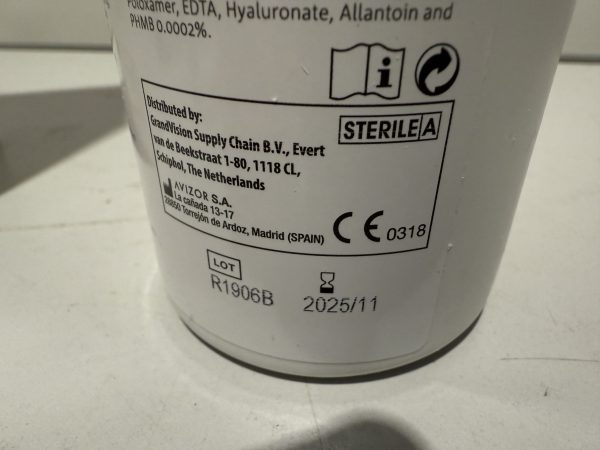 Poloxamer, EDTA, Hyaluronate, Allantoin and
PHMB 0.0002%.
Distributed by:
GrandVision Supply Chain B.V., Evert
van de Beekstraat 1-80, 1118 CL,
Schiphol, The Netherlands
STERILE A
AVIZOR S.A.
La cañada 13-17
28850 Torrejón de Ardoz, Madrid (SPAIN)
CE 0318
LOT
R1906B
2025/11